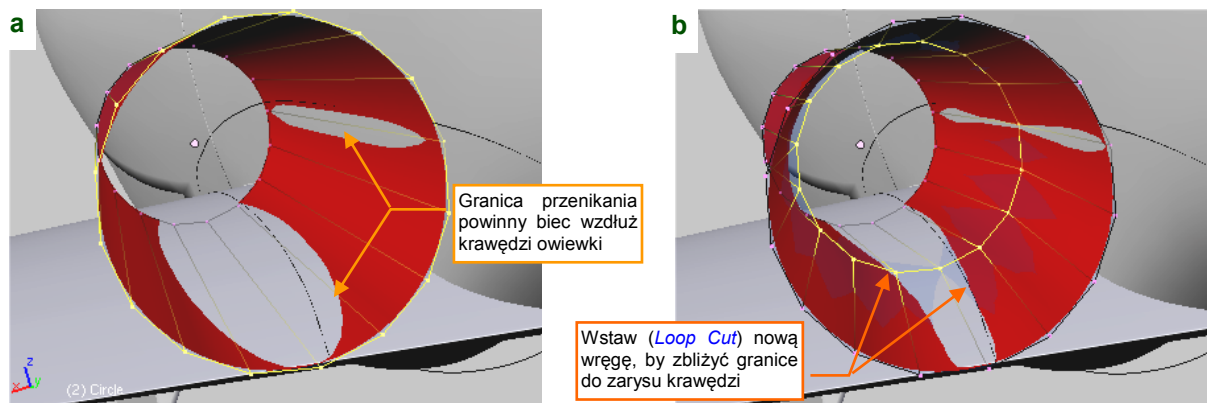 a
b
Granica przenikania
powinny biec wzdłuż
krawędzi owiewki
Wstaw (Loop Cut) nową
wręgę, by zbliżyć granice
do zarysu krawędzi
z
x
y
(2) Circle